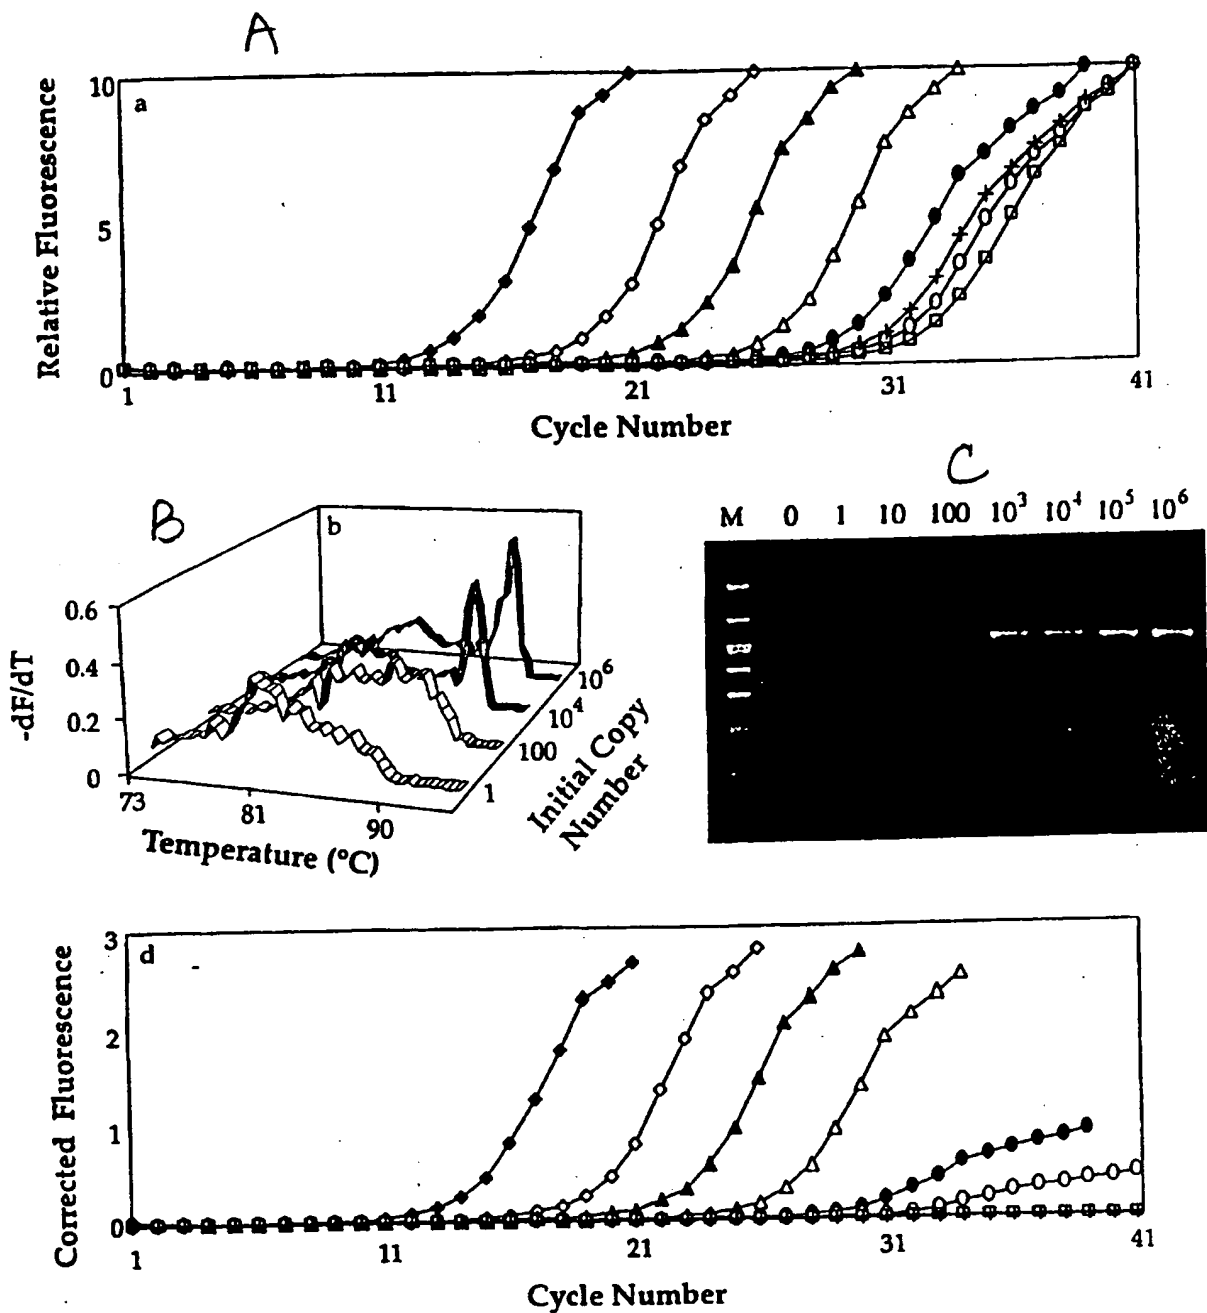 A
a
10
5
0
Relative Fluorescence
1 11 21 31 41
Cycle Number
B
b
0.6
0.4
0.2
0
-dF/dT
73 81 90
Temperature (°C)
1 100 10⁴ 10⁶
Initial Copy
Number
C
M 0 1 10 100 10³ 10⁴ 10⁵ 10⁶
d
3
2
1
0
Corrected Fluorescence
1 11 21 31 41
Cycle Number